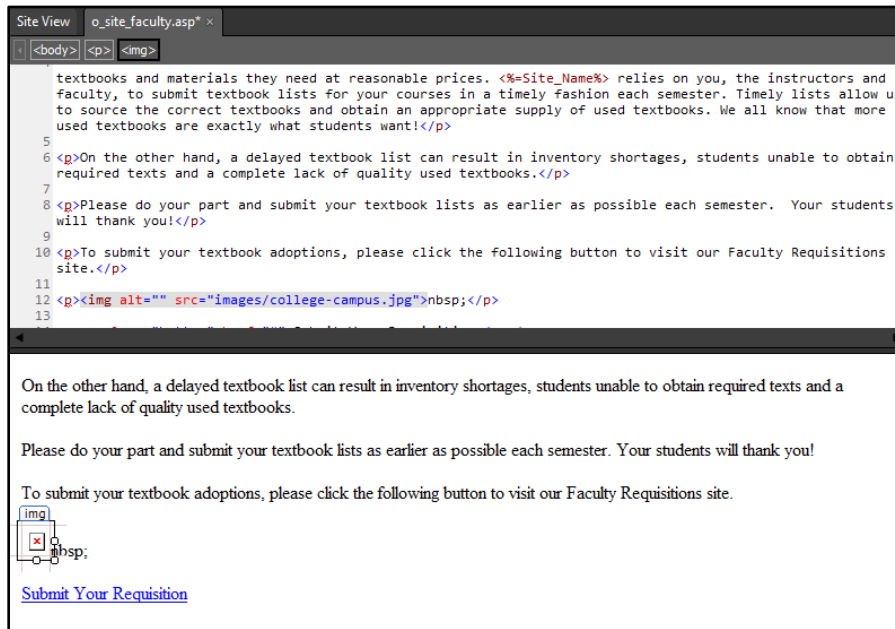 Site View o_site_faculty.asp* ×
<body> <p> <img>
textbooks and materials they need at reasonable prices. <%=Site_Name%> relies on you, the instructors and
faculty, to submit textbook lists for your courses in a timely fashion each semester. Timely lists allow u
to source the correct textbooks and obtain an appropriate supply of used textbooks. We all know that more
used textbooks are exactly what students want!</p>
5
6 <p>On the other hand, a delayed textbook list can result in inventory shortages, students unable to obtain
required texts and a complete lack of quality used textbooks.</p>
7
8 <p>Please do your part and submit your textbook lists as earlier as possible each semester.  Your students
will thank you!</p>
9
10 <p>To submit your textbook adoptions, please click the following button to visit our Faculty Requisitions
site.</p>
11
12 <p><img alt="" src="images/college-campus.jpg">nbsp;</p>
13
On the other hand, a delayed textbook list can result in inventory shortages, students unable to obtain required texts and a
complete lack of quality used textbooks.
Please do your part and submit your textbook lists as earlier as possible each semester. Your students will thank you!
To submit your textbook adoptions, please click the following button to visit our Faculty Requisitions site.
img
nbsp;
Submit Your Requisition